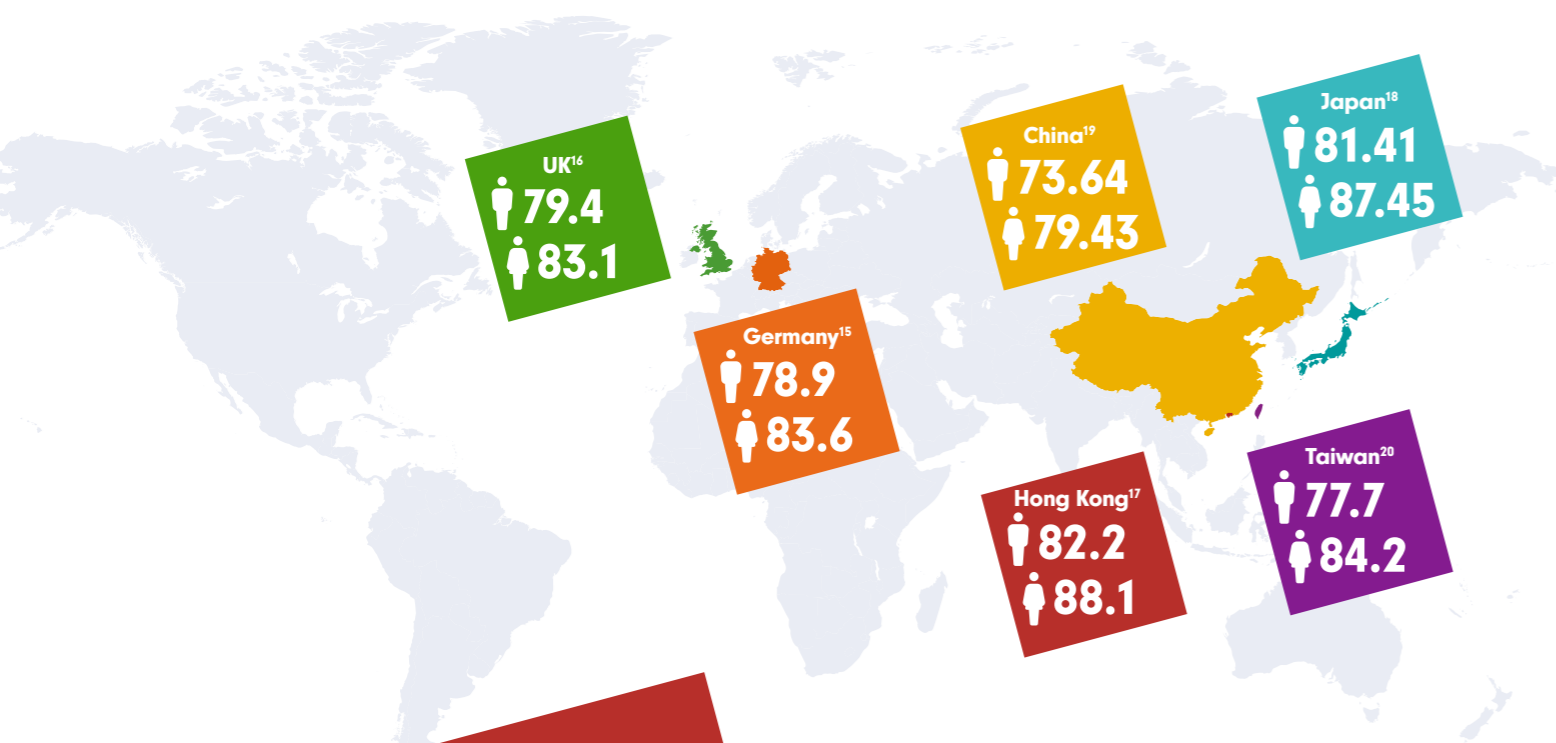 UK16
79.4
83.1
Germany15
78.9
83.6
China19
73.64
79.43
Japan18
81.41
87.45
Hong Kong17
82.2
88.1
Taiwan20
77.7
84.2